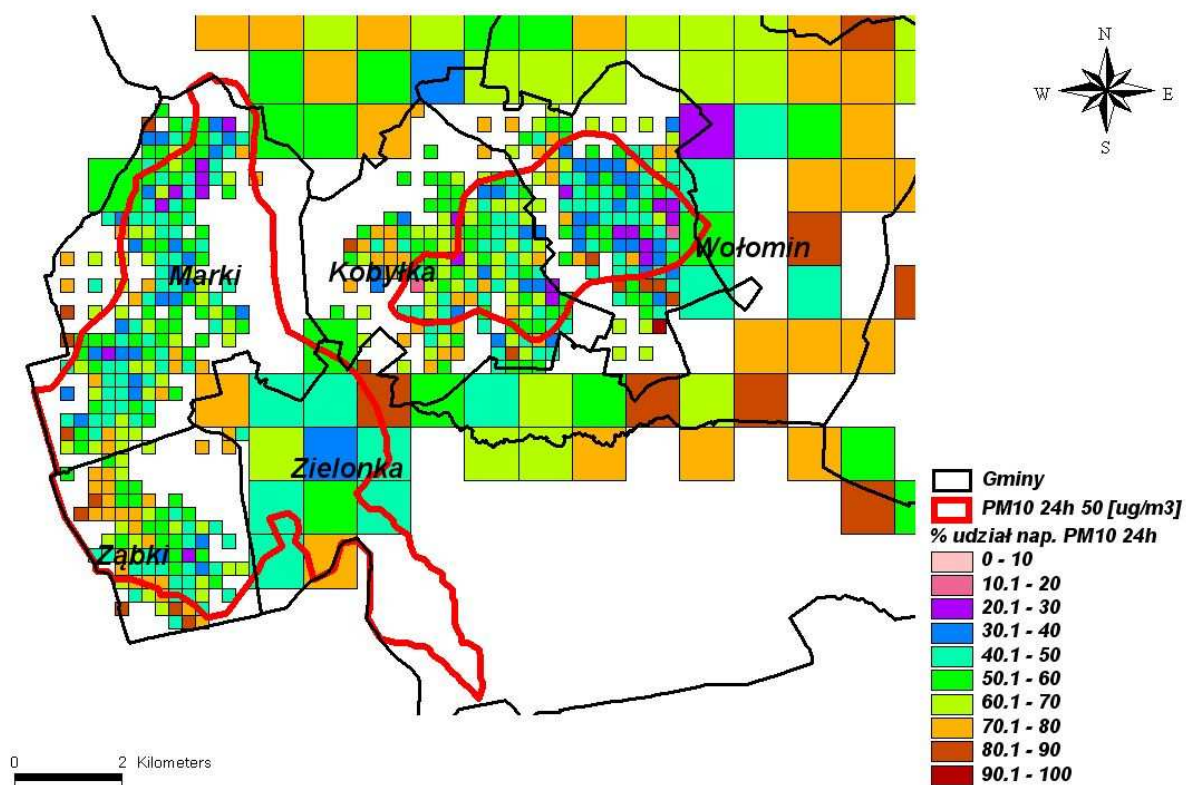 N
W E
S
Marki
Kobyłka
Wołomin
Zielonka
Ząbki
Gminy
PM10 24h 50 [ug/m3]
% udział nap. PM10 24h
0 - 10
10.1 - 20
20.1 - 30
30.1 - 40
40.1 - 50
50.1 - 60
60.1 - 70
70.1 - 80
80.1 - 90
90.1 - 100
0 2 Kilometers